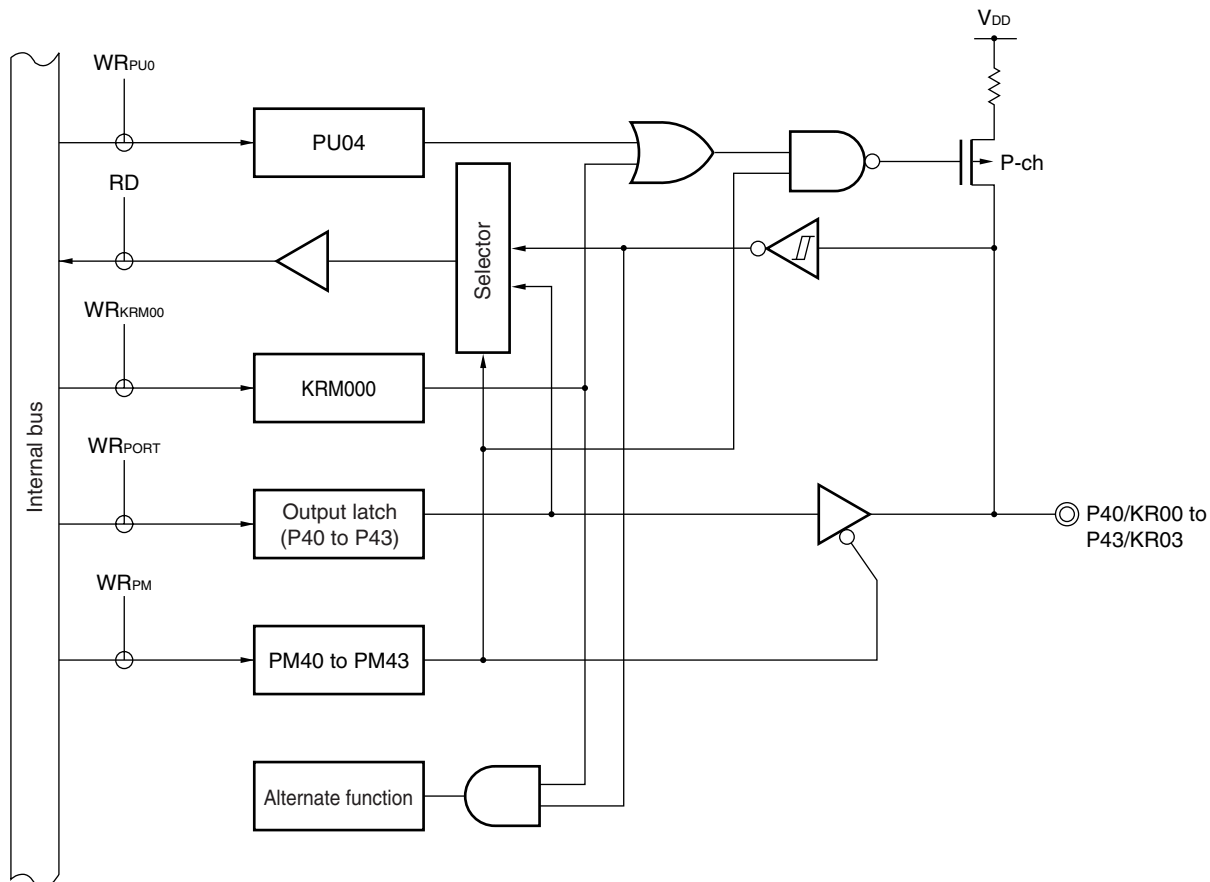 VDD
WRPU0
PU04
P-ch
RD
Selector
WRKRM00
KRM000
Internal bus
WRPORT
Output latch
(P40 to P43)
P40/KR00 to
P43/KR03
WRPM
PM40 to PM43
Alternate function